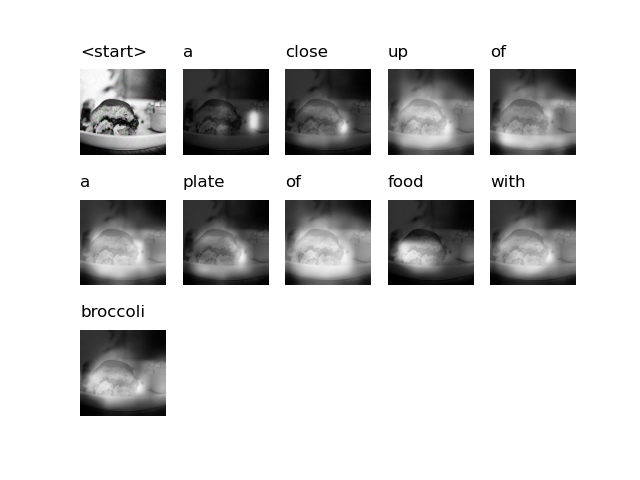 <start> a close up of
a plate of food with
broccoli